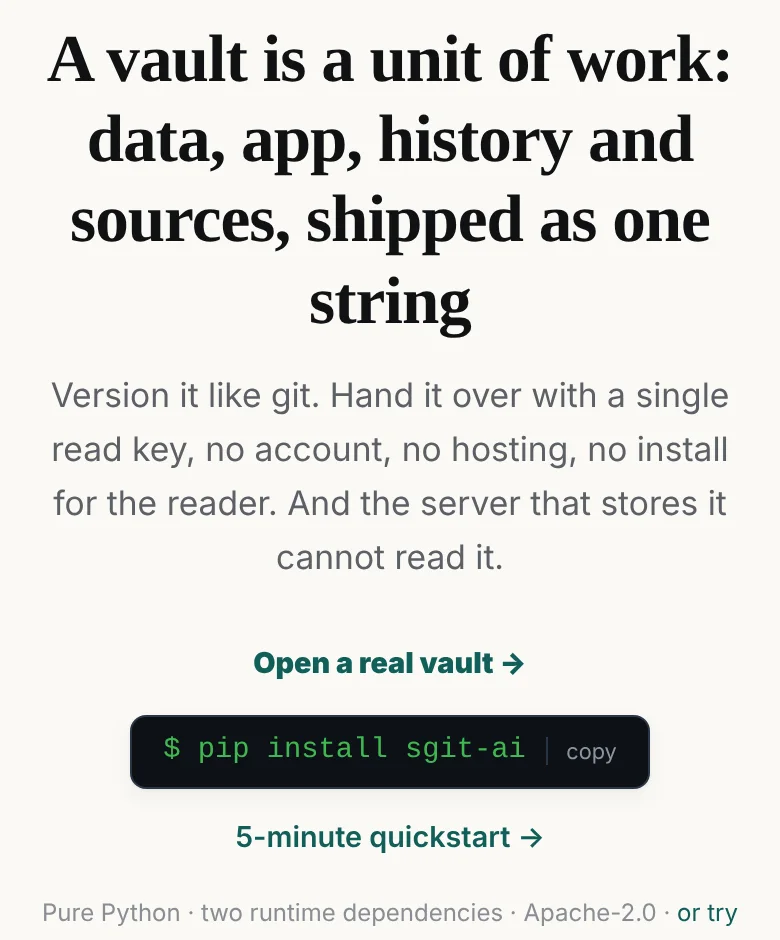 A vault is a unit of work:
data, app, history and
sources, shipped as one
string
Version it like git. Hand it over with a single
read key, no account, no hosting, no install
for the reader. And the server that stores it
cannot read it.
Open a real vault →
$ pip install sgit-ai | copy
5-minute quickstart →
Pure Python · two runtime dependencies · Apache-2.0 · or try